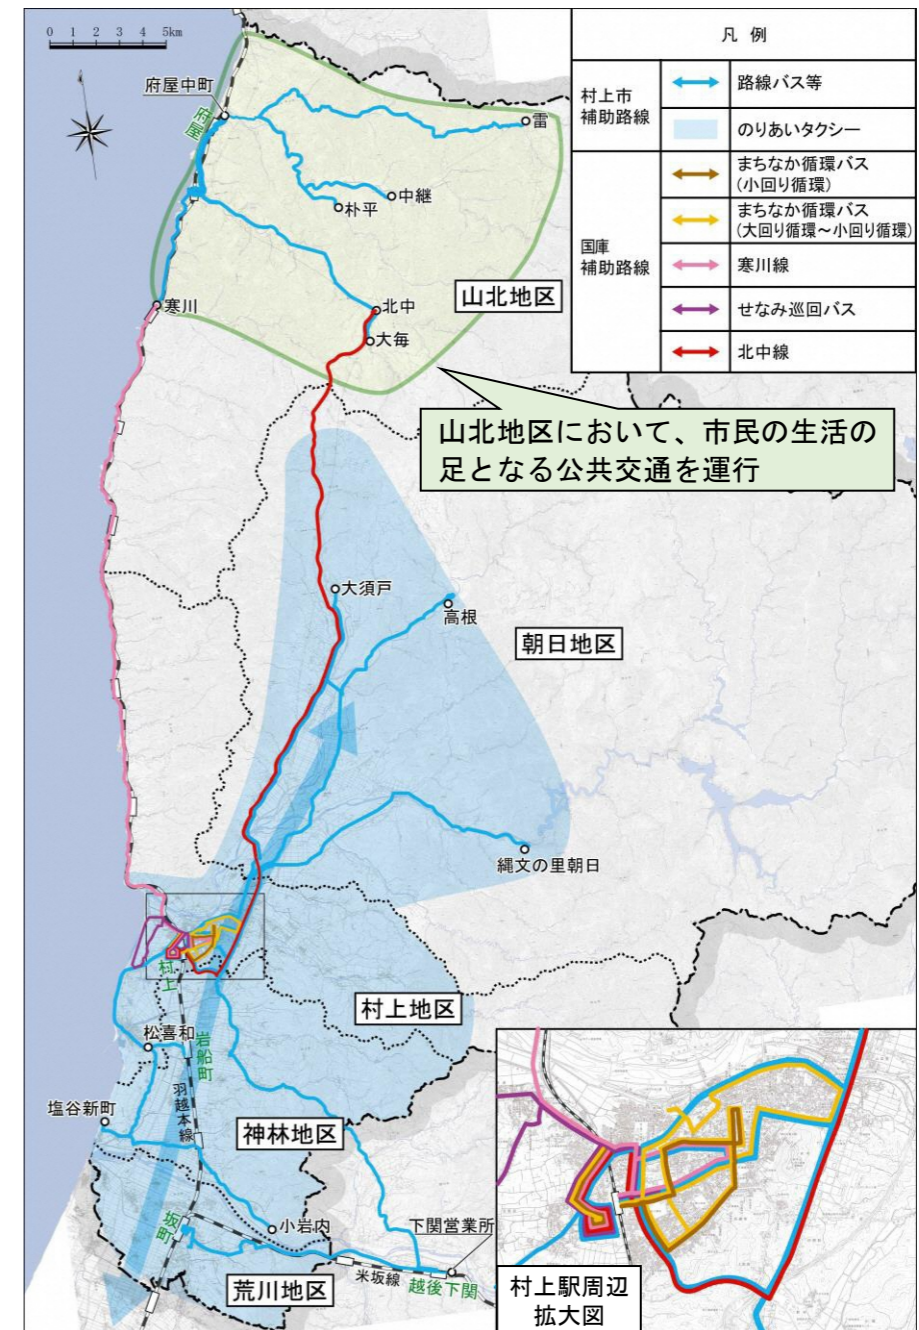 0 1 2 3 4 5km
凡 例
村上市
補助路線
路線バス等
のりあいタクシー
国庫
補助路線
まちなか循環バス
(小回り循環)
まちなか循環バス
(大回り循環～小回り循環)
寒川線
せなみ巡回バス
北中線
府屋中町
府屋
雷
中継
朴平
山北地区
寒川
北中
大毎
山北地区において、市民の生活の
足となる公共交通を運行
大須戸
高根
朝日地区
縄文の里朝日
村上
村上地区
松喜和
岩船町
羽越本線
塩谷新町
神林地区
坂町
小岩内
下関営業所
米坂線
越後下関
荒川地区
村上駅周辺
拡大図